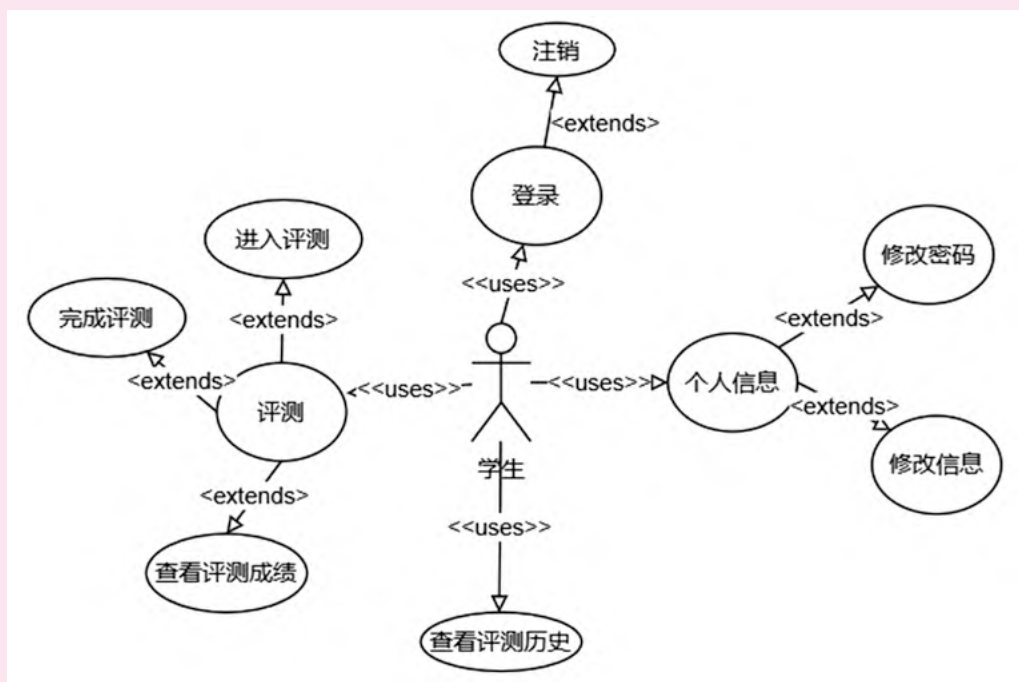 注销
<extends>
登录
进入评测
修改密码
<<uses>>
完成评测
<extends>
<extends>
<extends>
<<uses>>
<<uses>>
个人信息
评测
<extends>
修改信息
学生
<extends>
<<uses>>
查看评测成绩
查看评测历史